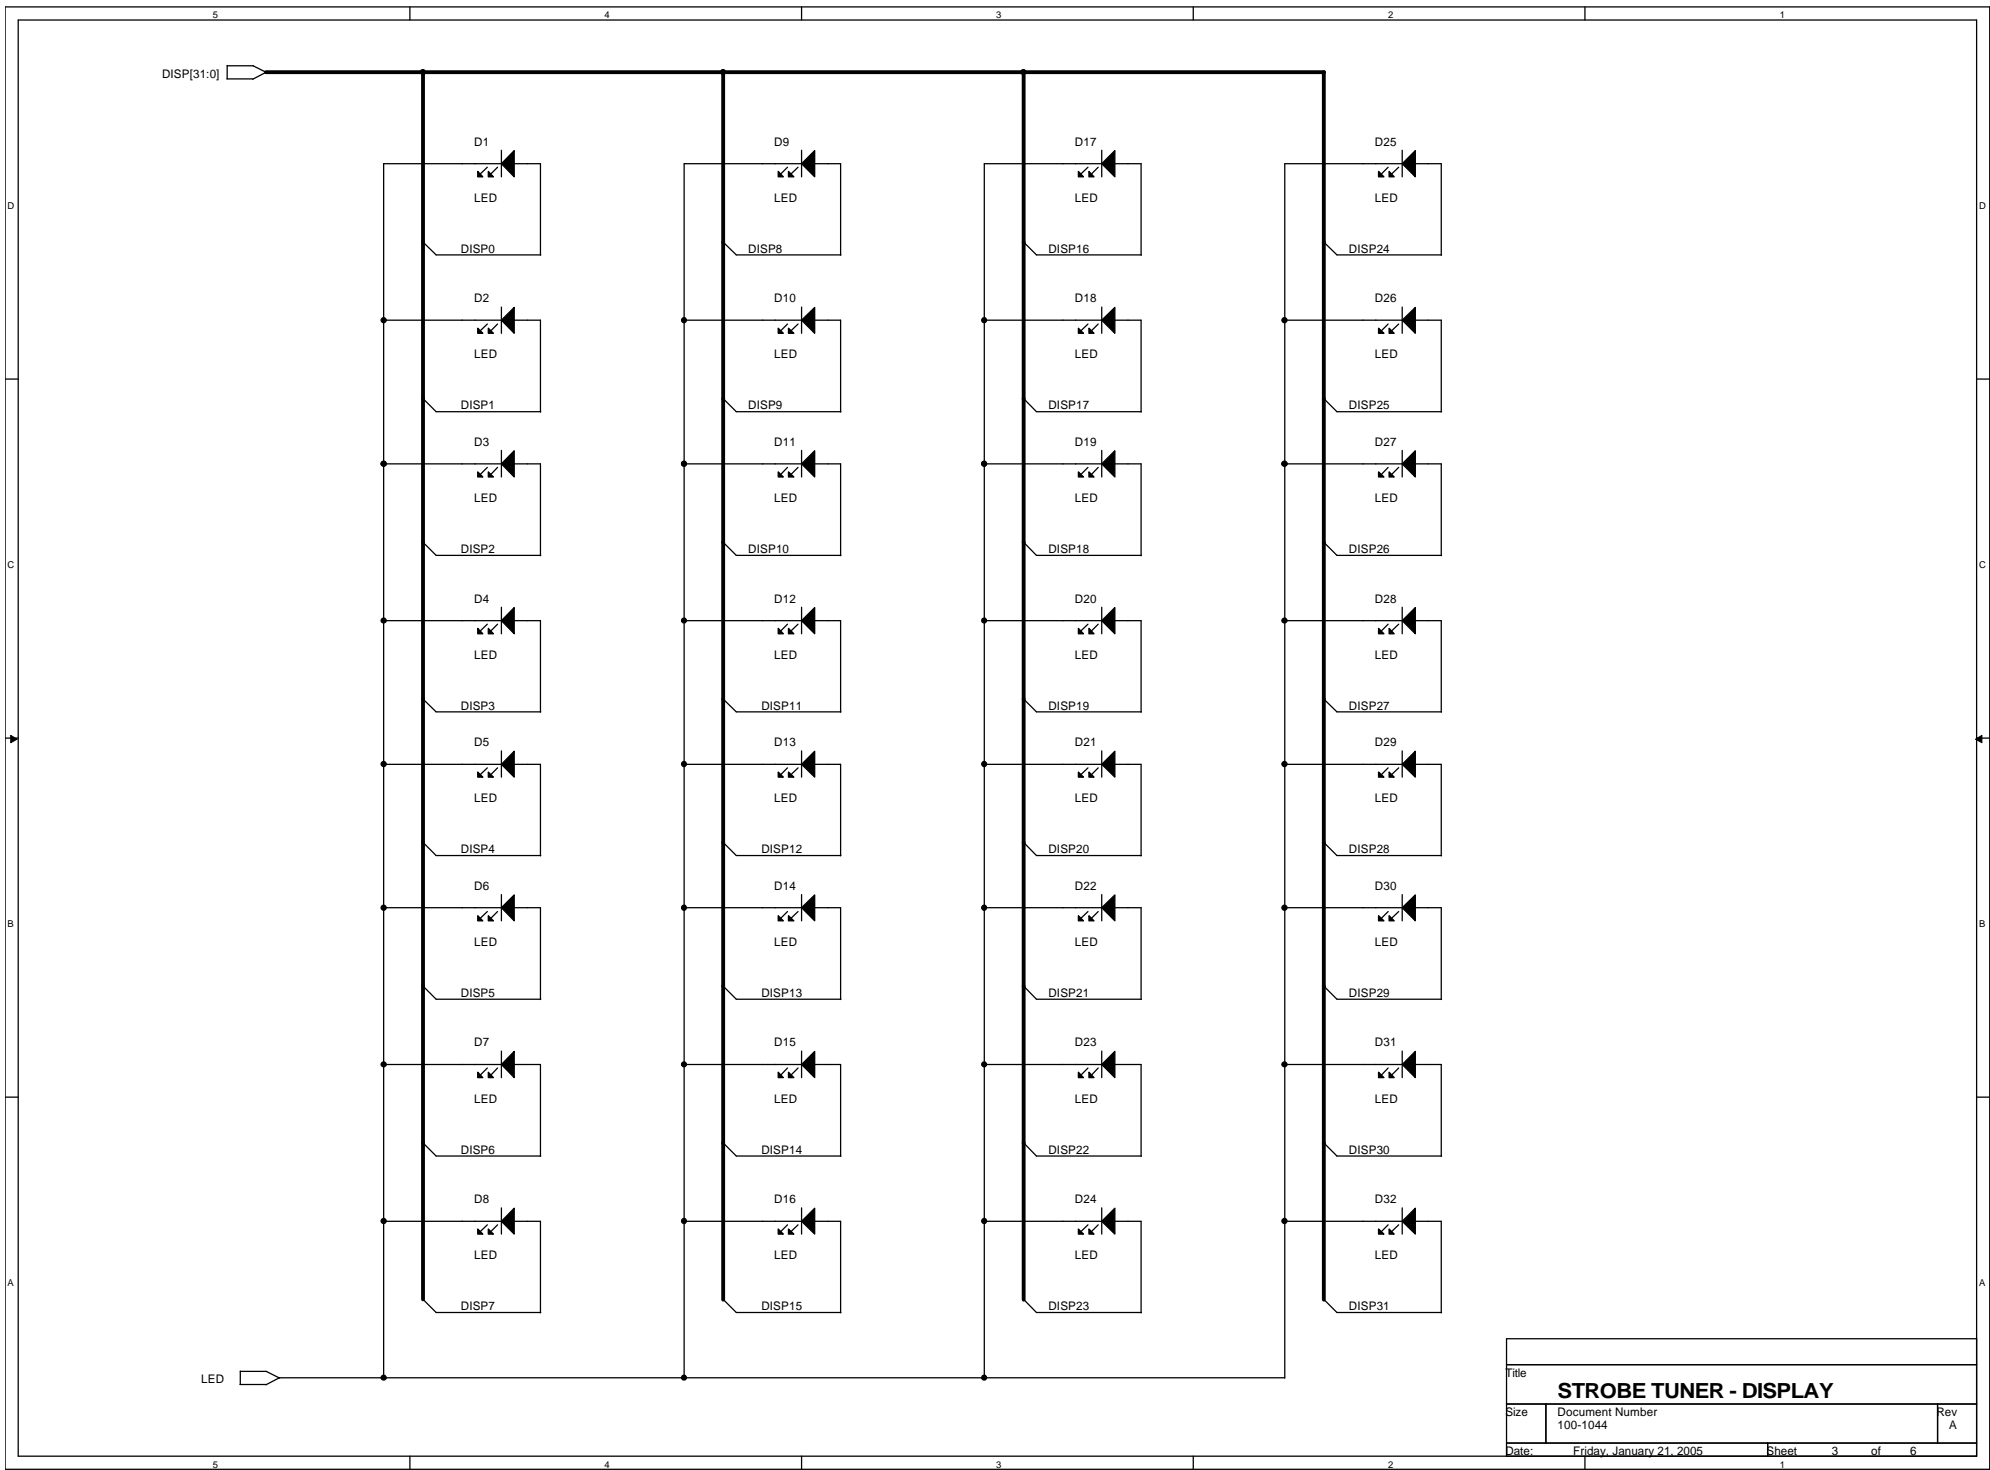 5 4 3 2 1
DISP[31:0]
D1 D9 D17 D25
LED LED LED LED
D D
DISP0 DISP8 DISP16 DISP24
D2 D10 D18 D26
LED LED LED LED
DISP1 DISP9 DISP17 DISP25
D3 D11 D19 D27
LED LED LED LED
DISP2 DISP10 DISP18 DISP26
C C
D4 D12 D20 D28
LED LED LED LED
DISP3 DISP11 DISP19 DISP27
D5 D13 D21 D29
LED LED LED LED
DISP4 DISP12 DISP20 DISP28
D6 D14 D22 D30
B B
LED LED LED LED
DISP5 DISP13 DISP21 DISP29
D7 D15 D23 D31
LED LED LED LED
DISP6 DISP14 DISP22 DISP30
D8 D16 D24 D32
LED LED LED LED
A A
DISP7 DISP15 DISP23 DISP31
LED
Title
STROBE TUNER - DISPLAY
Size Document Number Rev
100-1044 A
Date: Friday, January 21, 2005 Sheet 3 of 6
5 4 3 2 1